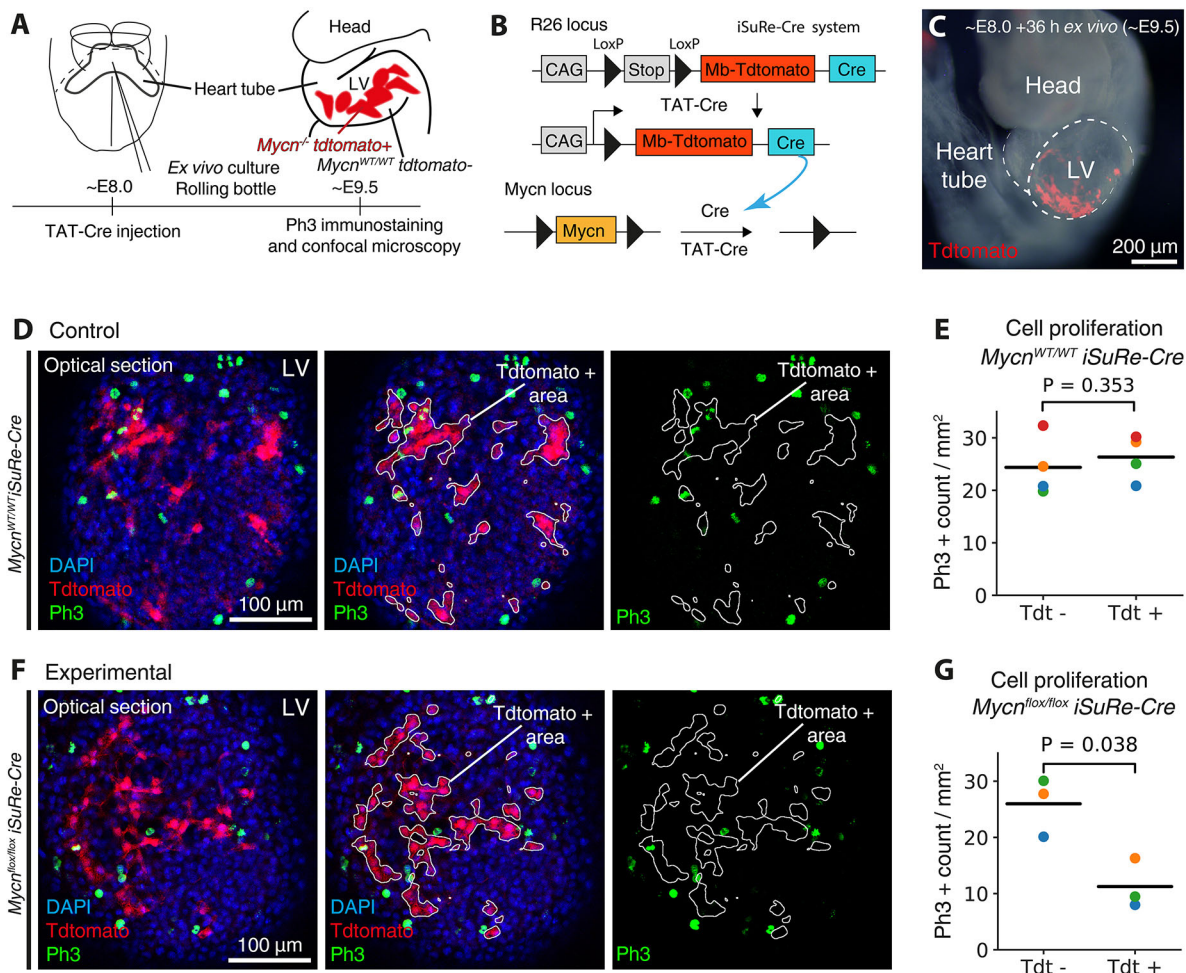 A
Head
LV
Heart tube
Mycn-/- tdtomato+
MycnWT/WT tdtomato-
Ex vivo culture
Rolling bottle
~E8.0
~E9.5
TAT-Cre injection
Ph3 immunostaining
and confocal microscopy
B
R26 locus
iSuRe-Cre system
LoxP
LoxP
CAG
Stop
Mb-Tdtomato
Cre
TAT-Cre
CAG
Mb-Tdtomato
Cre
Mycn locus
Mycn
Cre
TAT-Cre
C
~E8.0 +36 h ex vivo (~E9.5)
Head
Heart
tube
LV
Tdtomato
200 µm
D Control
MycnWT/WT iSuRe-Cre
Optical section
LV
DAPI
Tdtomato
Ph3
100 µm
Tdtomato +
area
DAPI
Tdtomato
Ph3
Tdtomato +
area
Ph3
E
Cell proliferation
MycnWT/WT iSuRe-Cre
P = 0.353
Ph3 + count / mm²
30
20
10
0
Tdt -
Tdt +
F Experimental
Mycnflox/flox iSuRe-Cre
Optical section
LV
DAPI
Tdtomato
Ph3
100 µm
Tdtomato +
area
DAPI
Tdtomato
Ph3
Tdtomato +
area
Ph3
G
Cell proliferation
Mycnflox/flox iSuRe-Cre
P = 0.038
Ph3 + count / mm²
30
20
10
0
Tdt -
Tdt +